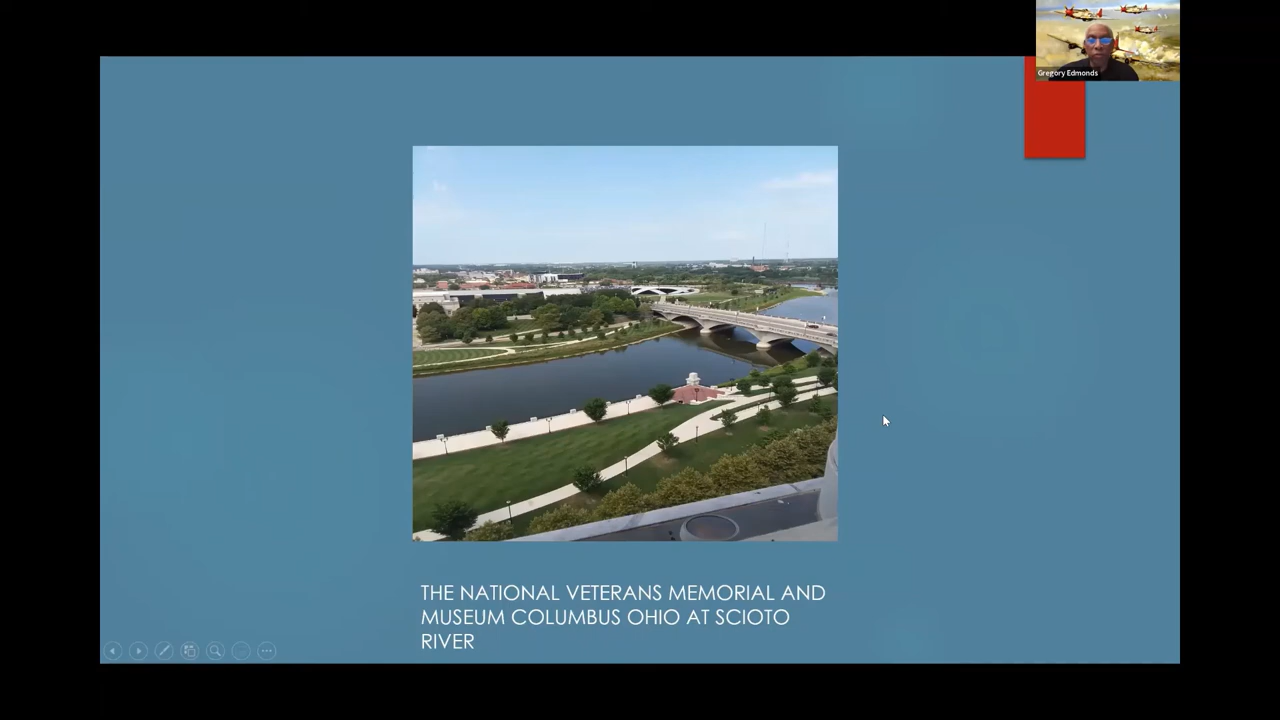 Gregory Edmonds
THE NATIONAL VETERANS MEMORIAL AND
MUSEUM COLUMBUS OHIO AT SCIOTO
RIVER